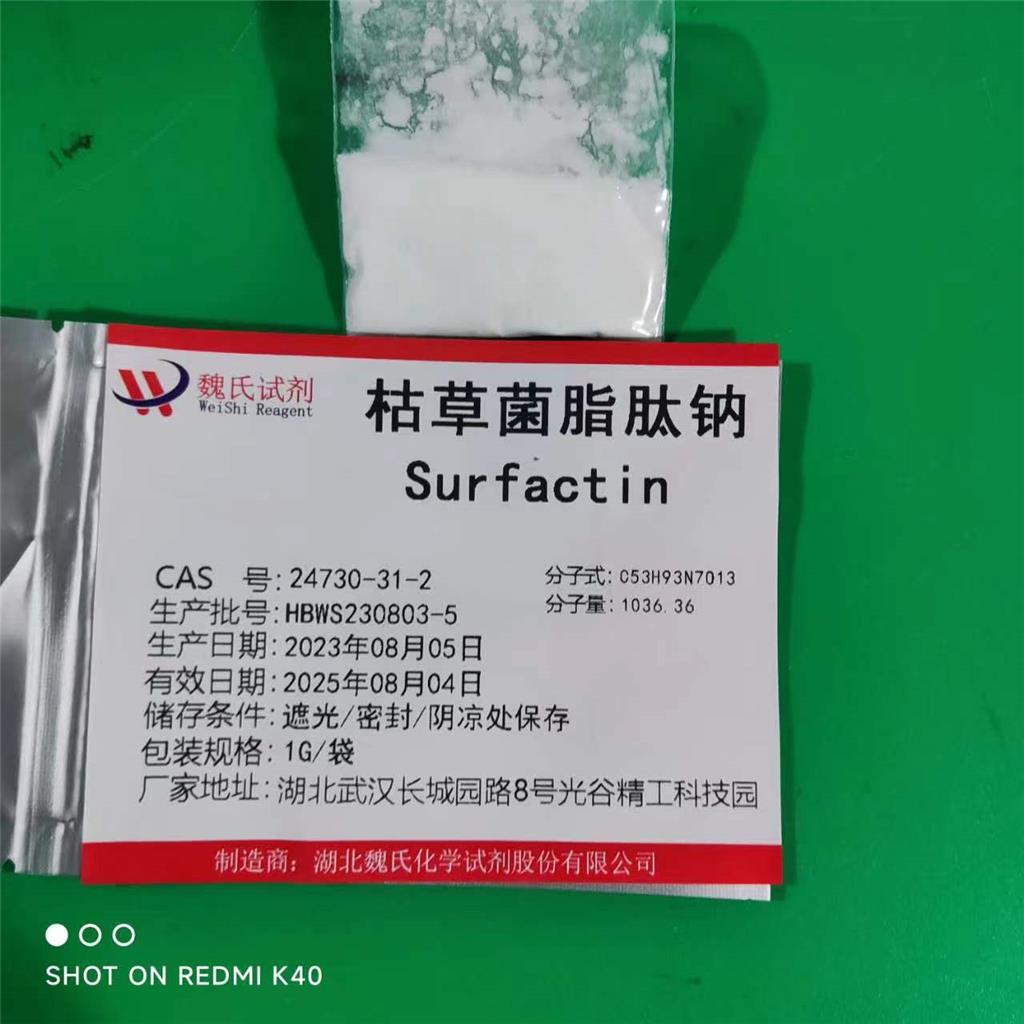 魏氏试剂
WeiShi Reagent
枯草菌脂肽钠
Surfactin
CAS 号: 24730-31-2
分子式: C53H93N7O13
生产批号: HBWS230803-5
分子量: 1036.36
生产日期: 2023年08月05日
有效日期: 2025年08月04日
储存条件: 遮光/密封/阴凉处保存
包装规格: 1G/袋
厂家地址: 湖北武汉长城园路8号光谷精工科技园
制造商: 湖北魏氏化学试剂股份有限公司
SHOT ON REDMI K40